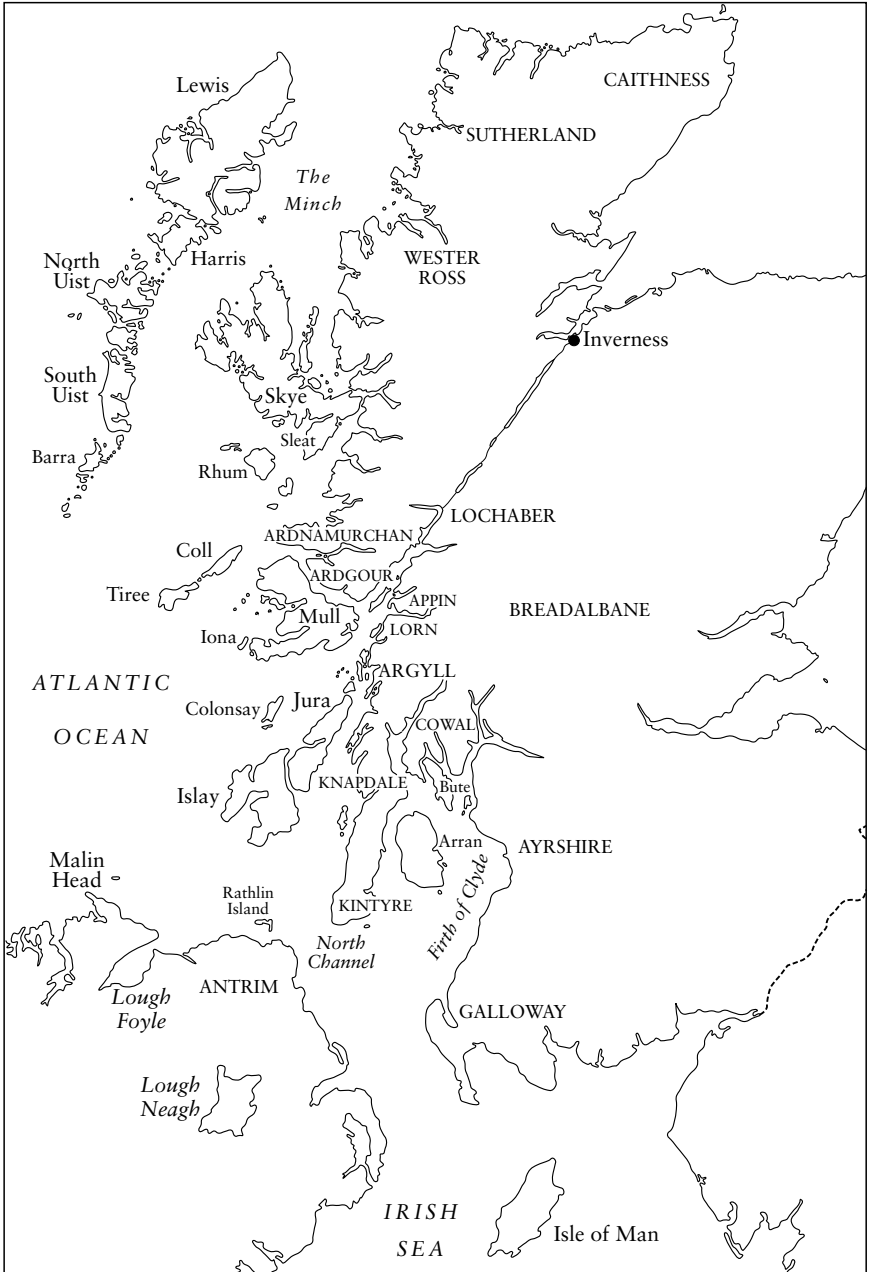 CAITHNESS
Lewis
SUTHERLAND
The
Minch
North
Uist
Harris
WESTER
ROSS
Inverness
South
Uist
Skye
Sleat
Barra
Rhum
LOCHABER
ARDNAMURCHAN
Coll
ARDGOUR
Tiree
APPIN
BREADALBANE
Mull
LORN
Iona
ARGYLL
ATLANTIC
OCEAN
Jura
Colonsay
COWAL
KNAPDALE
Bute
Islay
Arran
AYRSHIRE
Firth of Clyde
Malin
Head
Rathlin
Island
KINTYRE
North
Channel
ANTRIM
Lough
Foyle
GALLOWAY
Lough
Neagh
IRISH
SEA
Isle of Man